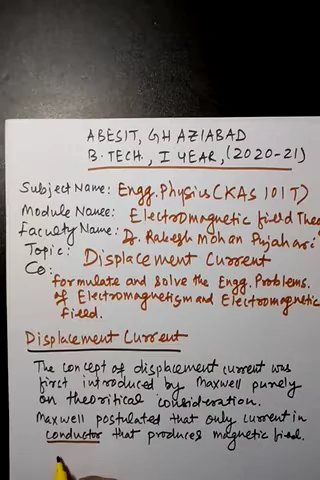 ABESIT, GHAZIABAD
B.TECH., I YEAR, (2020-21)
Subject Name: Engg. Physics (KAS 101T)
Module Name: Electromagnetic field Theo
Faculty Name: Dr. Rakesh Mohan Pujahari
Topic: Displacement Current
CO: formulate and solve the Engg. Problems
of Electromagnetism and Electromagnetic
field.
Displacement Current
The concept of displacement current was
first introduced by Maxwell purely
on theoritical consideration.
Maxwell postulates that only current in
conductor that produces magnetic field.